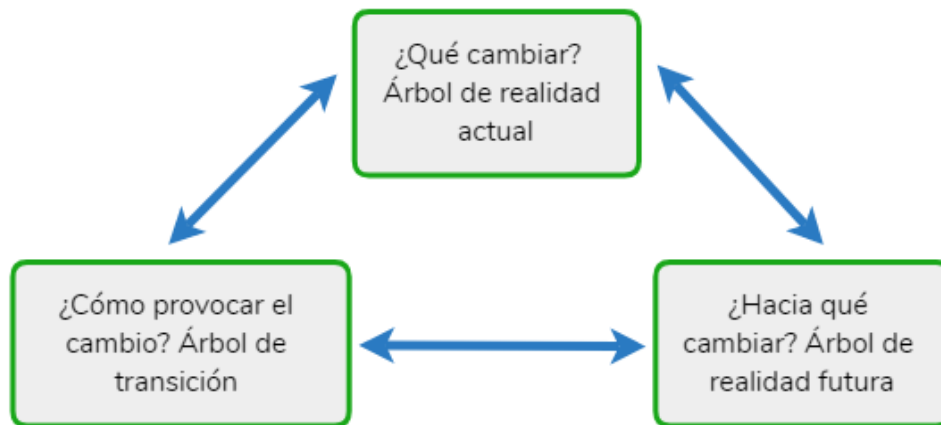 ¿Qué cambiar?
Árbol de realidad
actual
¿Cómo provocar el
cambio? Árbol de
transición
¿Hacia qué
cambiar? Árbol de
realidad futura